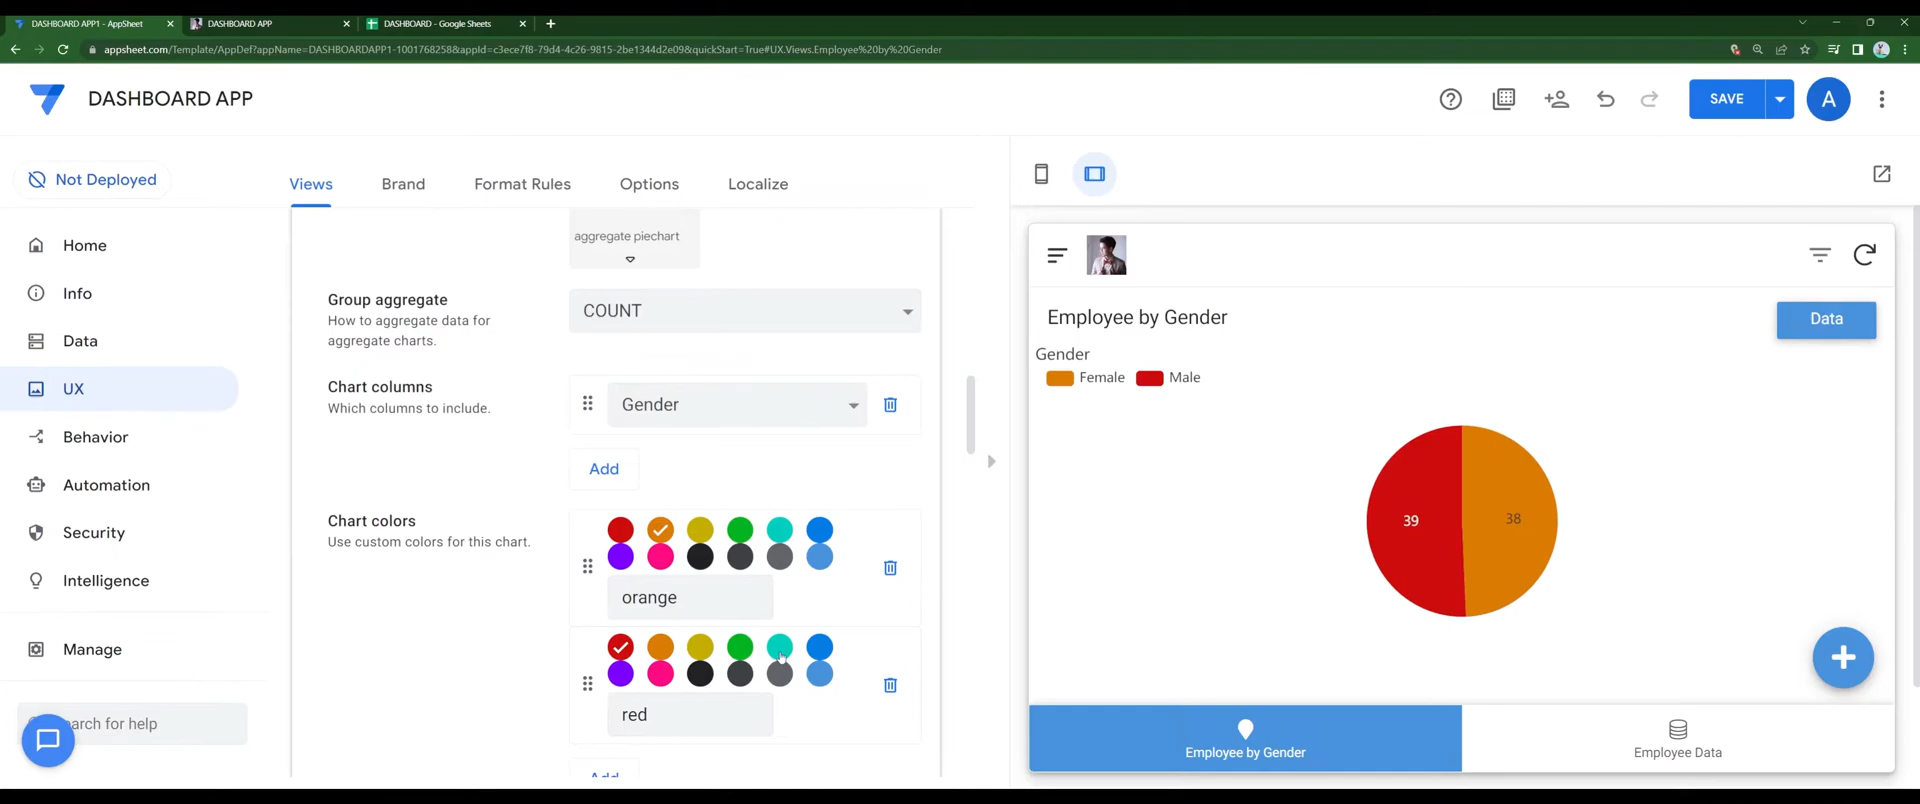 DASHBOARD APP1 - AppSheet
DASHBOARD APP
DASHBOARD - Google Sheets
appsheet.com/Template/AppDef?appName=DASHBOARDAPP1-1001768258&appId=c3ece7f8-79d4-4c26-9815-2be1344d2e09&quickStart=True#UX.Views.Employee%20by%20Gender
DASHBOARD APP
SAVE
A
Not Deployed
Views
Brand
Format Rules
Options
Localize
Home
Info
Data
UX
Behavior
Automation
Security
Intelligence
Manage
earch for help
aggregate piechart
Group aggregate
How to aggregate data for
aggregate charts.
COUNT
Chart columns
Which columns to include.
Gender
Add
Chart colors
Use custom colors for this chart.
orange
red
Add
Employee by Gender
Data
Gender
Female
Male
39
38
Employee by Gender
Employee Data